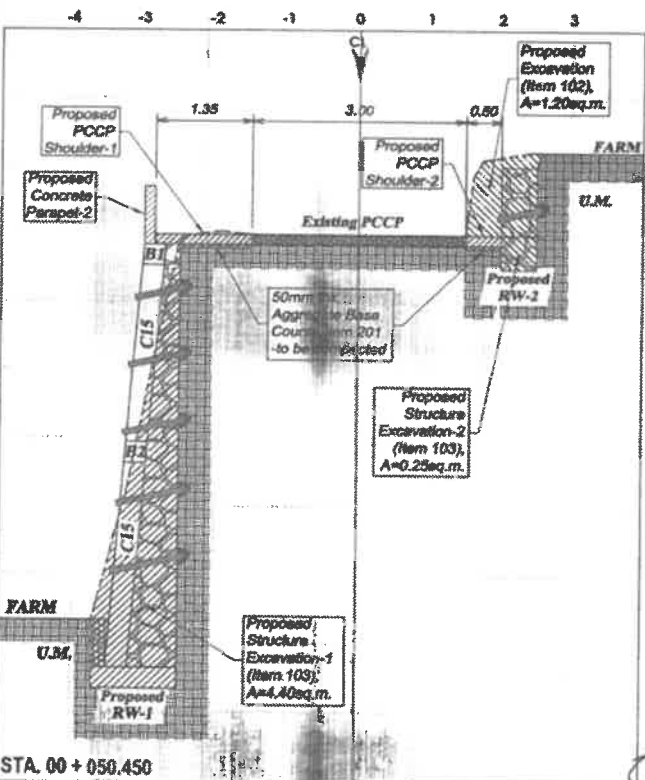 -4 -3 -2 -1 0 1 2 3
CL
Proposed
Excavation
(Item 102),
A=1.20sq.m.
1.35 3.00 0.50
Proposed
PCCP
Shoulder-1
Proposed
PCCP
Shoulder-2
FARM
Proposed
Concrete
Parapet-2
U.M.
Existing PCCP
B1
Proposed
RW-2
50mm
Aggregate Base
Course Item 201
-to be
C15
Proposed
Structure
Excavation-2
(Item 103),
A=0.25sq.m.
B2
C15
FARM
Proposed
Structure
Excavation-1
(Item 103),
A=4.40sq.m.
U.M.
Proposed
RW-1
STA. 00 + 050.450